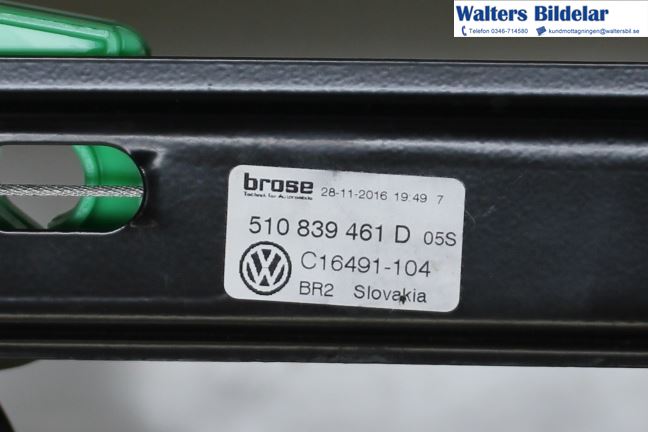 Walters Bildelar
Telefon 0346-714580 kundmottagningen@waltersbil.se
brose 28-11-2016 19:49 7
Technik für Automobile
510 839 461 D 05S
C16491-104
BR2 Slovakia